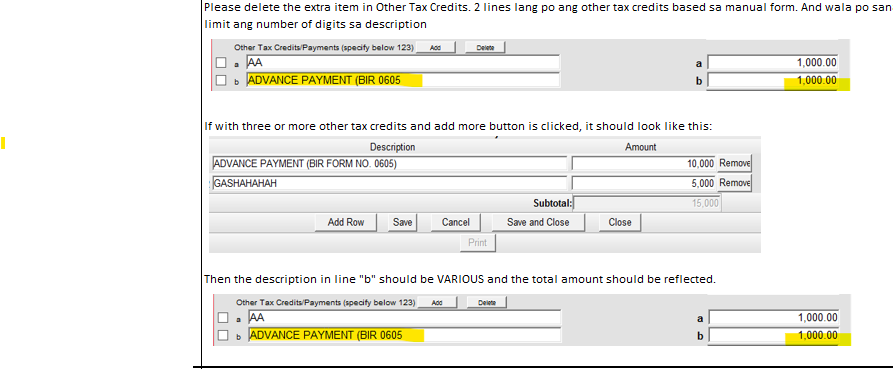 Please delete the extra item in Other Tax Credits. 2 lines lang po ang other tax credits based sa manual form. And wala po san
limit ang number of digits sa description
Other Tax Credits/Payments (specify below 123) Add Delete
a AA a 1,000.00
b ADVANCE PAYMENT (BIR 0605 b 1,000.00
If with three or more other tax credits and add more button is clicked, it should look like this:
Description Amount
ADVANCE PAYMENT (BIR FORM NO. 0605) 10,000 Remove
GASHAHAHAH 5,000 Remove
Subtotal: 15,000
Add Row Save Cancel Save and Close Close
Print
Then the description in line "b" should be VARIOUS and the total amount should be reflected.
Other Tax Credits/Payments (specify below 123) Add Delete
a AA a 1,000.00
b ADVANCE PAYMENT (BIR 0605 b 1,000.00